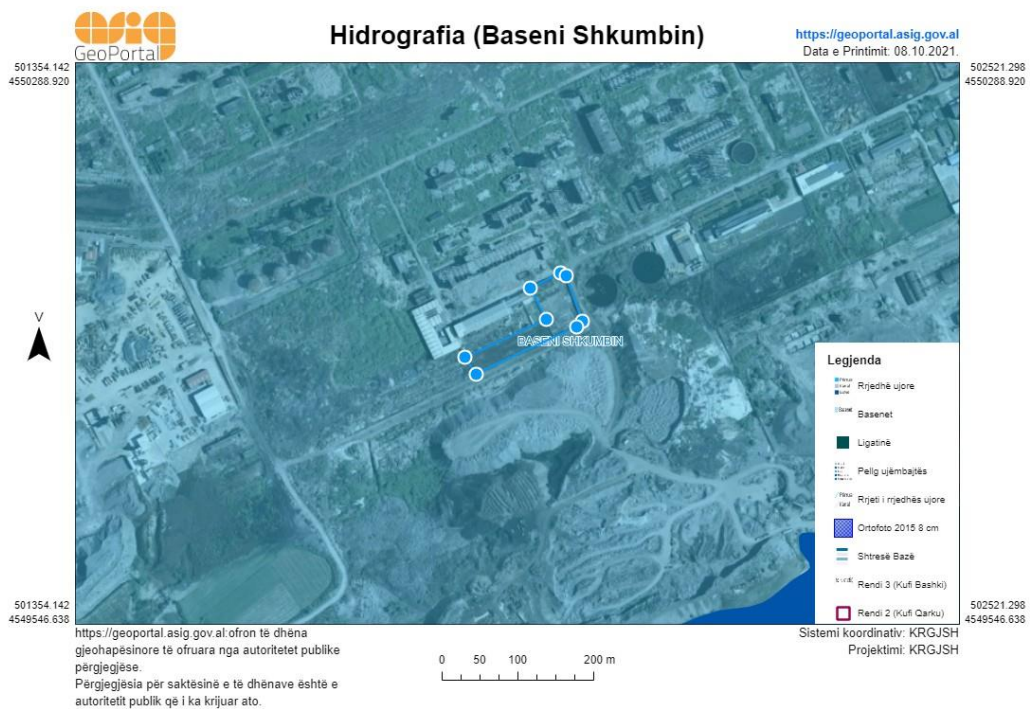 asig
GeoPortal
Hidrografia (Baseni Shkumbin)
https://geoportal.asig.gov.al
Data e Printimit: 08.10.2021.
501354.142
4550288.920
502521.298
4550288.920
V
BASENI SHKUMBIN
Legjenda
Rrjedhë ujore
Basenet
Ligatinë
Pellg ujëmbajtës
Rrjeti i rrjedhës ujore
Ortofoto 2015 8 cm
Shtresë Bazë
Rendi 3 (Kufi Bashki)
Rendi 2 (Kufi Qarku)
501354.142
4549546.638
502521.298
4549546.638
https://geoportal.asig.gov.al:ofron të dhëna
gjeohapësinore të ofruara nga autoritetet publike
përgjegjëse.
Përgjegjësia për saktësinë e të dhënave është e
autoritetit publik që i ka krijuar ato.
0 50 100 200 m
Sistemi koordinativ: KRGJSH
Projektimi: KRGJSH